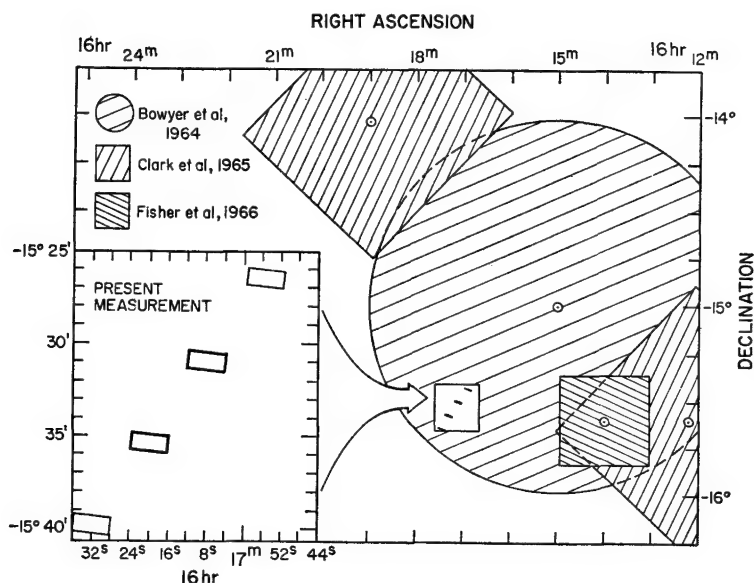 RIGHT ASCENSION
16hr 24m 21m 18m 15m 16hr 12m
Bowyer et al,
1964
Clark et al, 1965
Fisher et al, 1966
-14°
-15°
-16°
DECLINATION
-15° 25'
PRESENT
MEASUREMENT
30'
35'
-15° 40'
32s 24s 16s 8s 17m 52s 44s
16hr